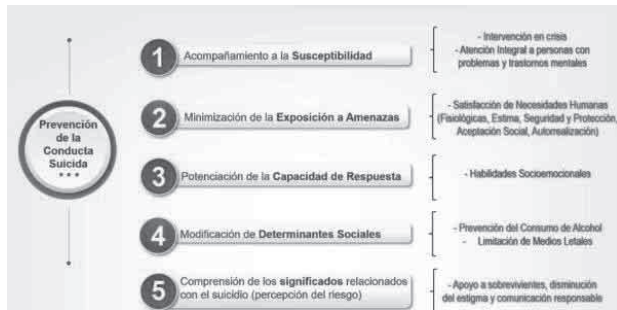 Prevención
de la
Conducta
Suicida
1
Acompañamiento a la Susceptibilidad
- Intervención en crisis
- Atención Integral a personas con
problemas y trastornos mentales
2
Minimización de la Exposición a Amenazas
- Satisfacción de Necesidades Humanas
(Fisiológicas, Estima, Seguridad y Protección,
Aceptación Social, Autorrealización)
3
Potenciación de la Capacidad de Respuesta
- Habilidades Socioemocionales
4
Modificación de Determinantes Sociales
- Prevención del Consumo de Alcohol
- Limitación de Medios Letales
5
Comprensión de los significados relacionados
con el suicidio (percepción del riesgo)
- Apoyo a sobrevivientes, disminución
del estigma y comunicación responsable